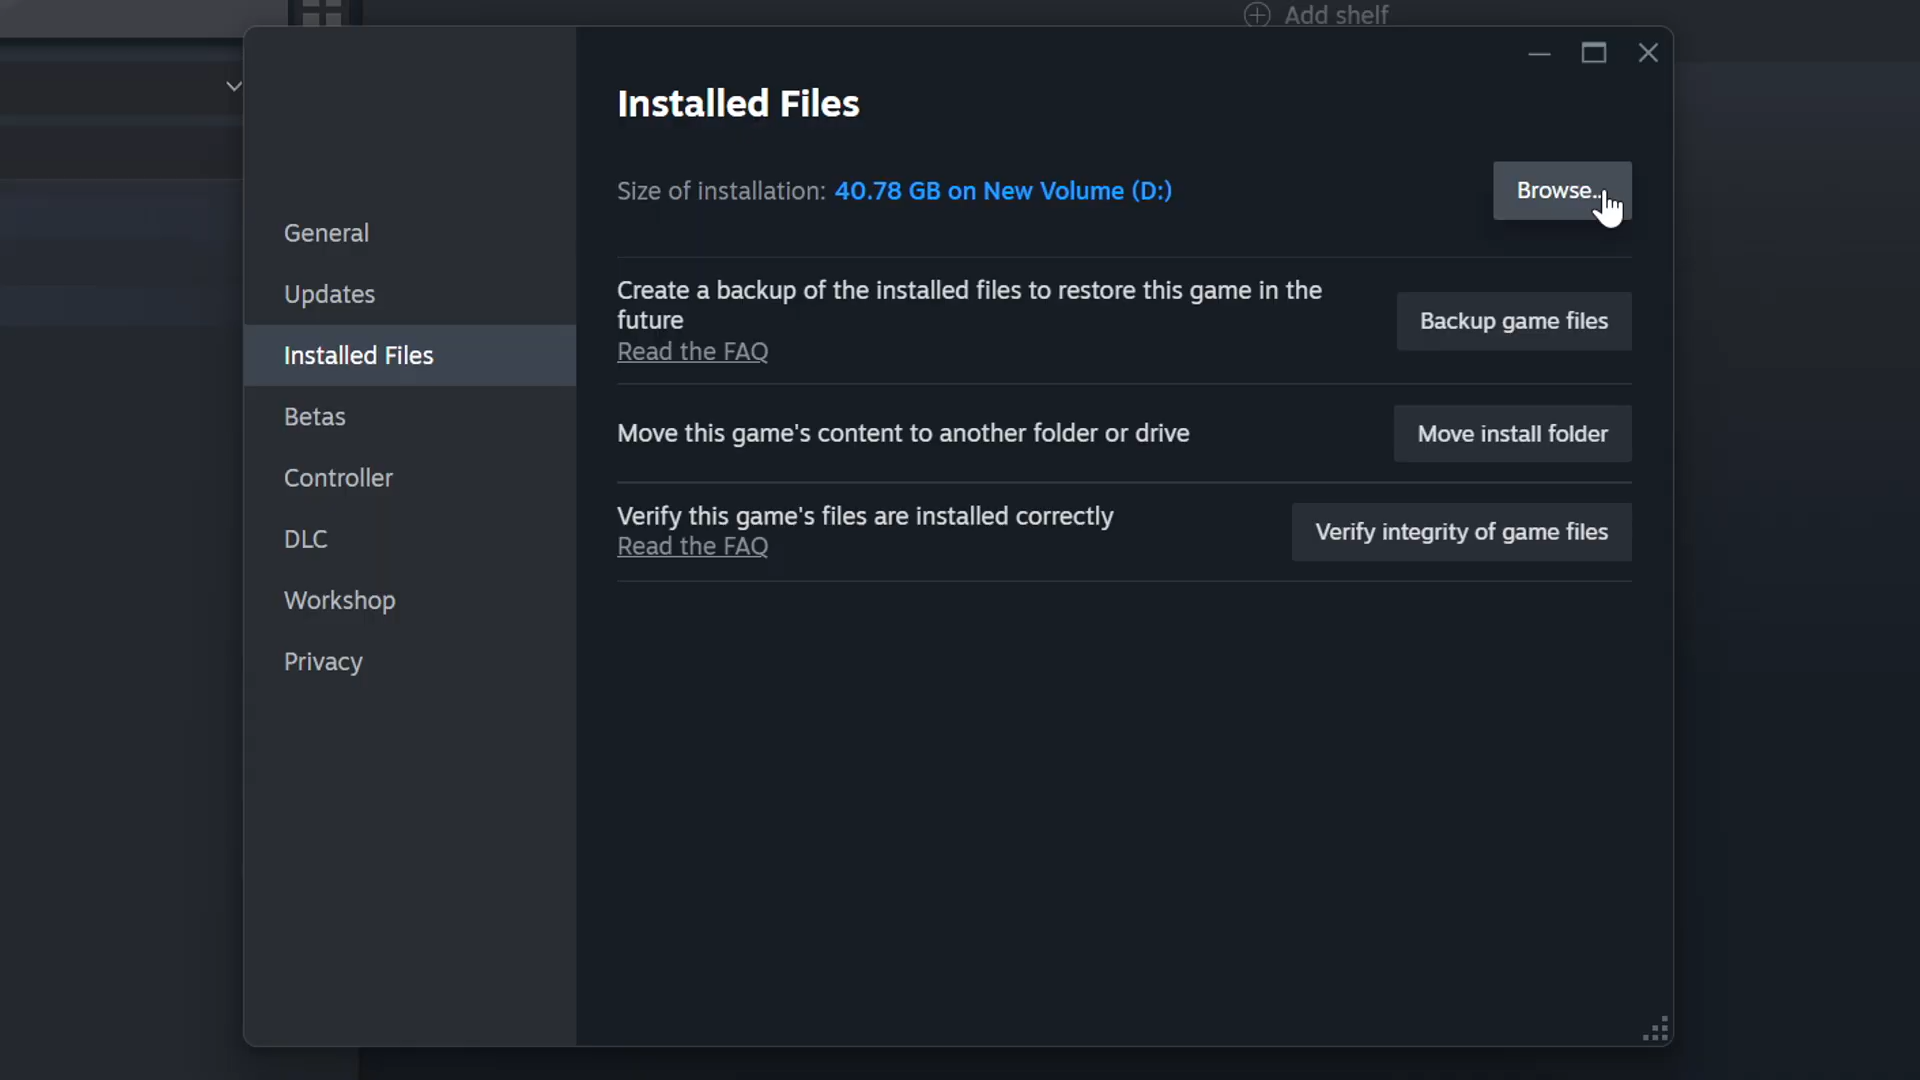 Add shelf
Installed Files
Size of installation: 40.78 GB on New Volume (D:)
Browse...
General
Updates
Installed Files
Betas
Controller
DLC
Workshop
Privacy
Create a backup of the installed files to restore this game in the
future
Read the FAQ
Backup game files
Move this game's content to another folder or drive
Move install folder
Verify this game's files are installed correctly
Read the FAQ
Verify integrity of game files